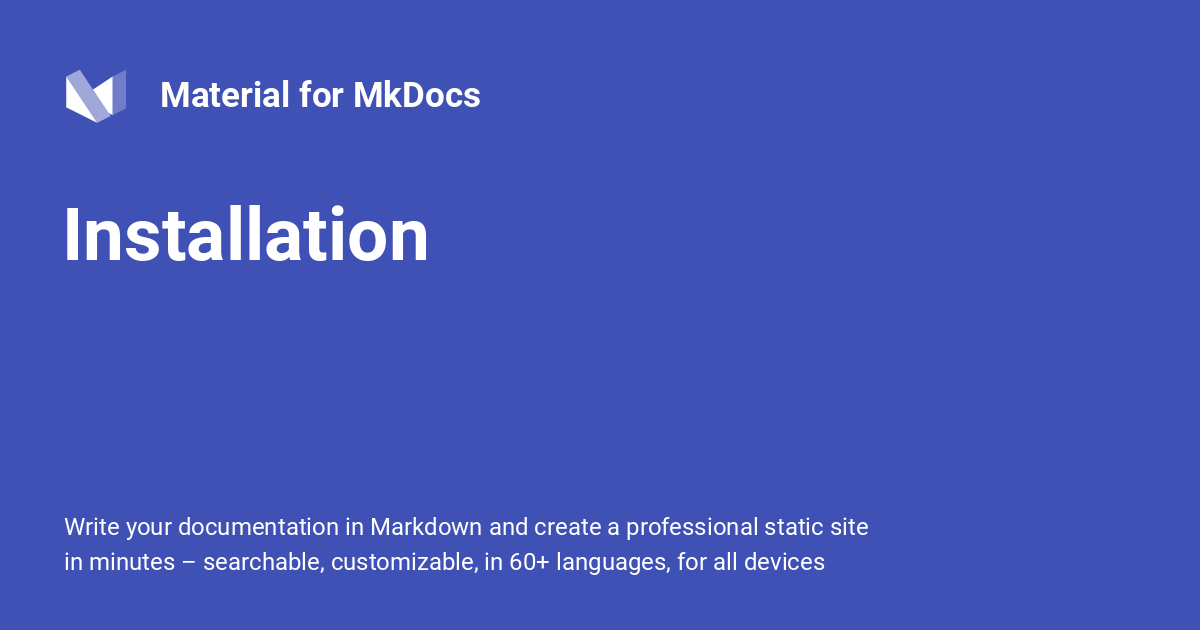 Material for MkDocs
Installation
Write your documentation in Markdown and create a professional static site
in minutes – searchable, customizable, in 60+ languages, for all devices